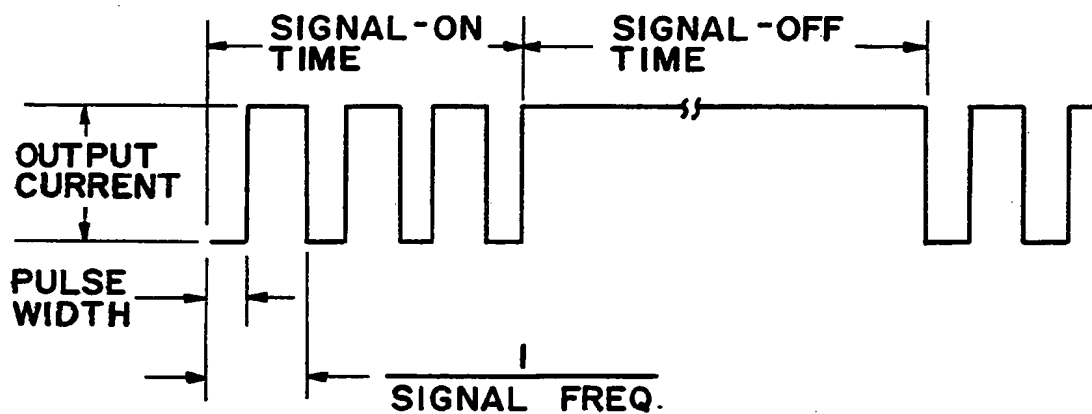 SIGNAL-ON
TIME
SIGNAL-OFF
TIME
OUTPUT
CURRENT
PULSE
WIDTH
1
SIGNAL FREQ.